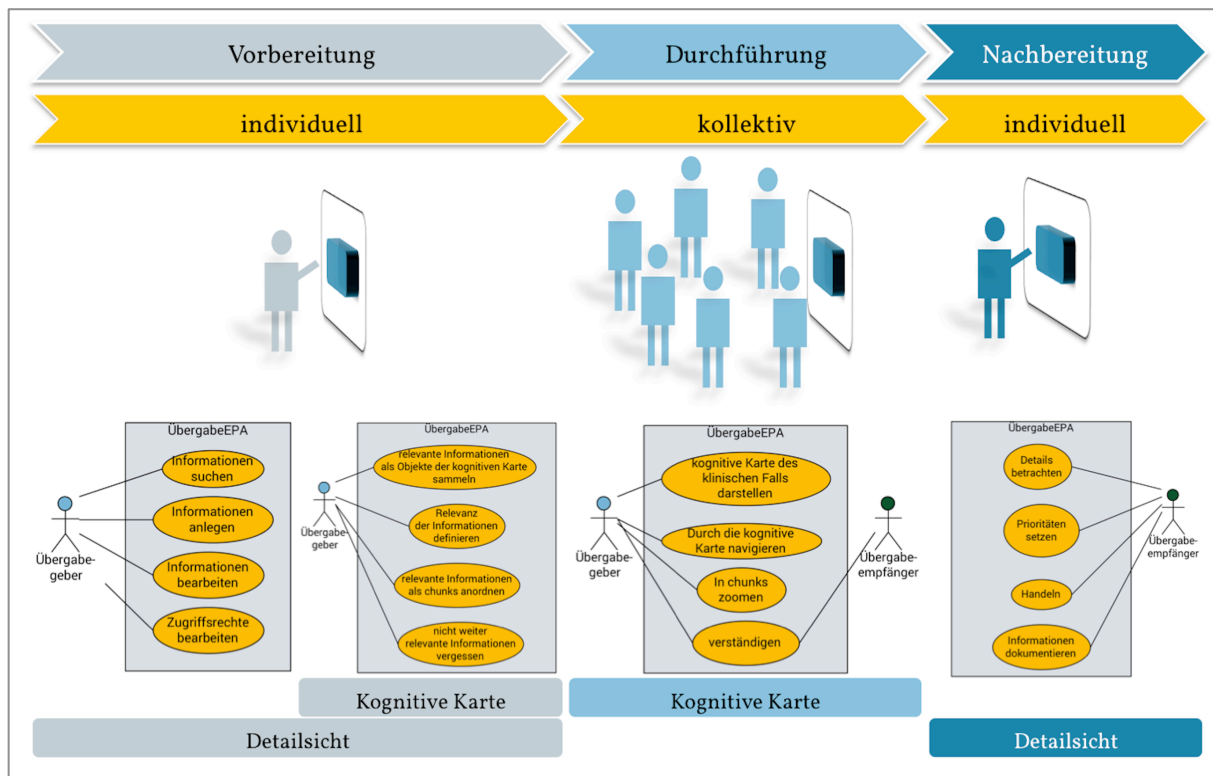 Vorbereitung
Durchführung
Nachbereitung
individuell
kollektiv
individuell
ÜbergabeEPA
Informationen
suchen
Informationen
anlegen
Informationen
bearbeiten
Zugriffsrechte
bearbeiten
Übergabe-
geber
ÜbergabeEPA
relevante Informationen
als Objekte der kognitiven Karte
sammeln
Relevanz
der Informationen
definieren
relevante Informationen
als chunks anordnen
nicht weiter
relevante Informationen
vergessen
Übergabe-
geber
ÜbergabeEPA
kognitive Karte des
klinischen Falls
darstellen
Durch die kognitive
Karte navigieren
In chunks
zoomen
verständigen
Übergabe-
geber
Übergabe-
empfänger
ÜbergabeEPA
Details
betrachten
Prioritäten
setzen
Handeln
Informationen
dokumentieren
Übergabe-
empfänger
Kognitive Karte
Kognitive Karte
Detailsicht
Detailsicht